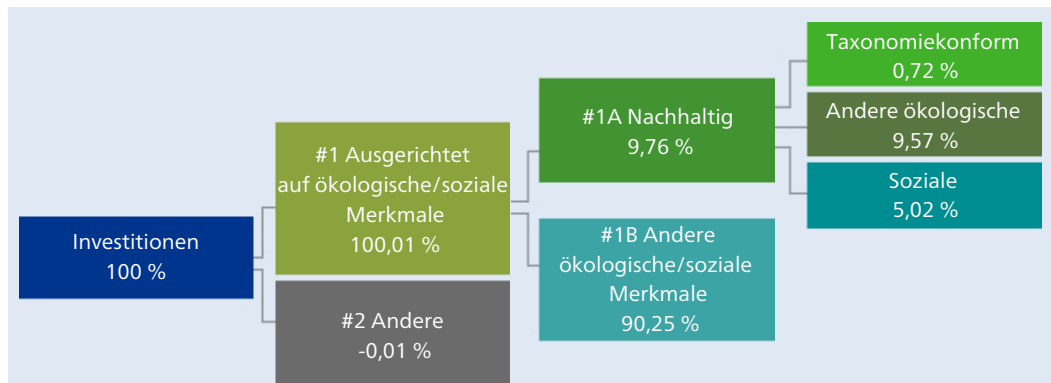 Investitionen
100 %
#1 Ausgerichtet
auf ökologische/soziale
Merkmale
100,01 %
#2 Andere
-0,01 %
#1A Nachhaltig
9,76 %
#1B Andere
ökologische/soziale
Merkmale
90,25 %
Taxonomiekonform
0,72 %
Andere ökologische
9,57 %
Soziale
5,02 %